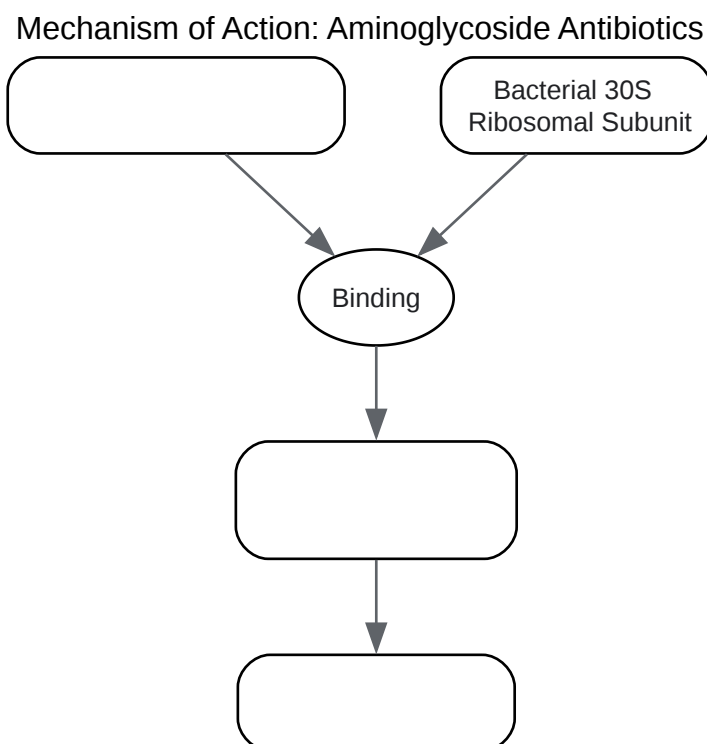 Mechanism of Action: Aminoglycoside Antibiotics
Bacterial 30S
Ribosomal Subunit
Binding